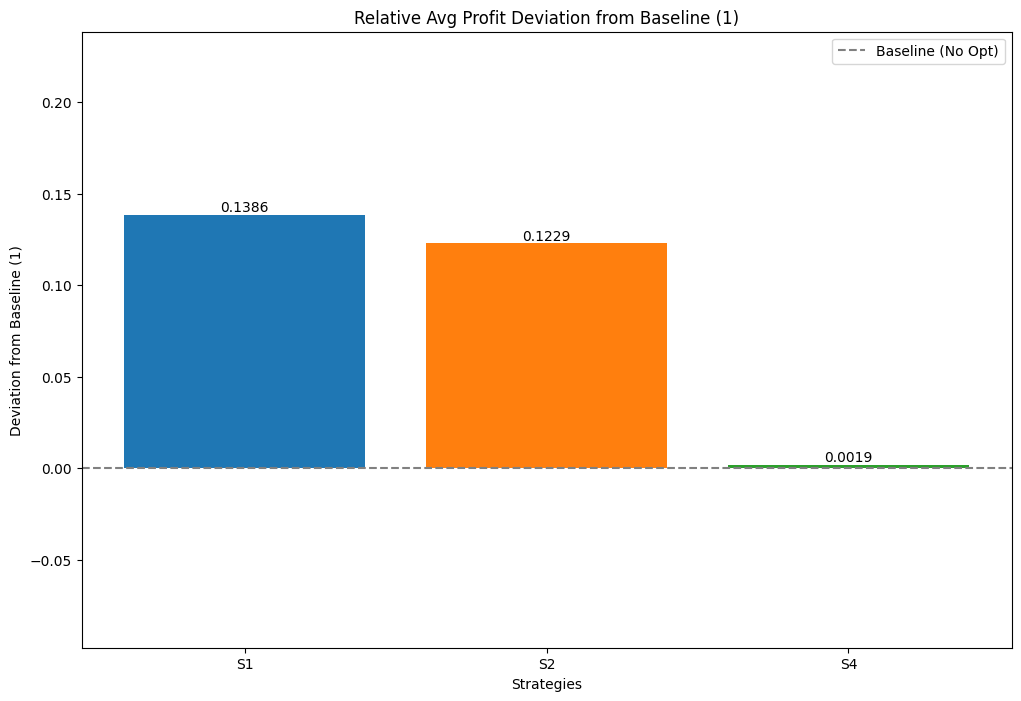 Relative Avg Profit Deviation from Baseline (1)
Baseline (No Opt)
Deviation from Baseline (1)
0.20
0.15
0.10
0.05
0.00
−0.05
0.1386
0.1229
0.0019
S1
S2
S4
Strategies